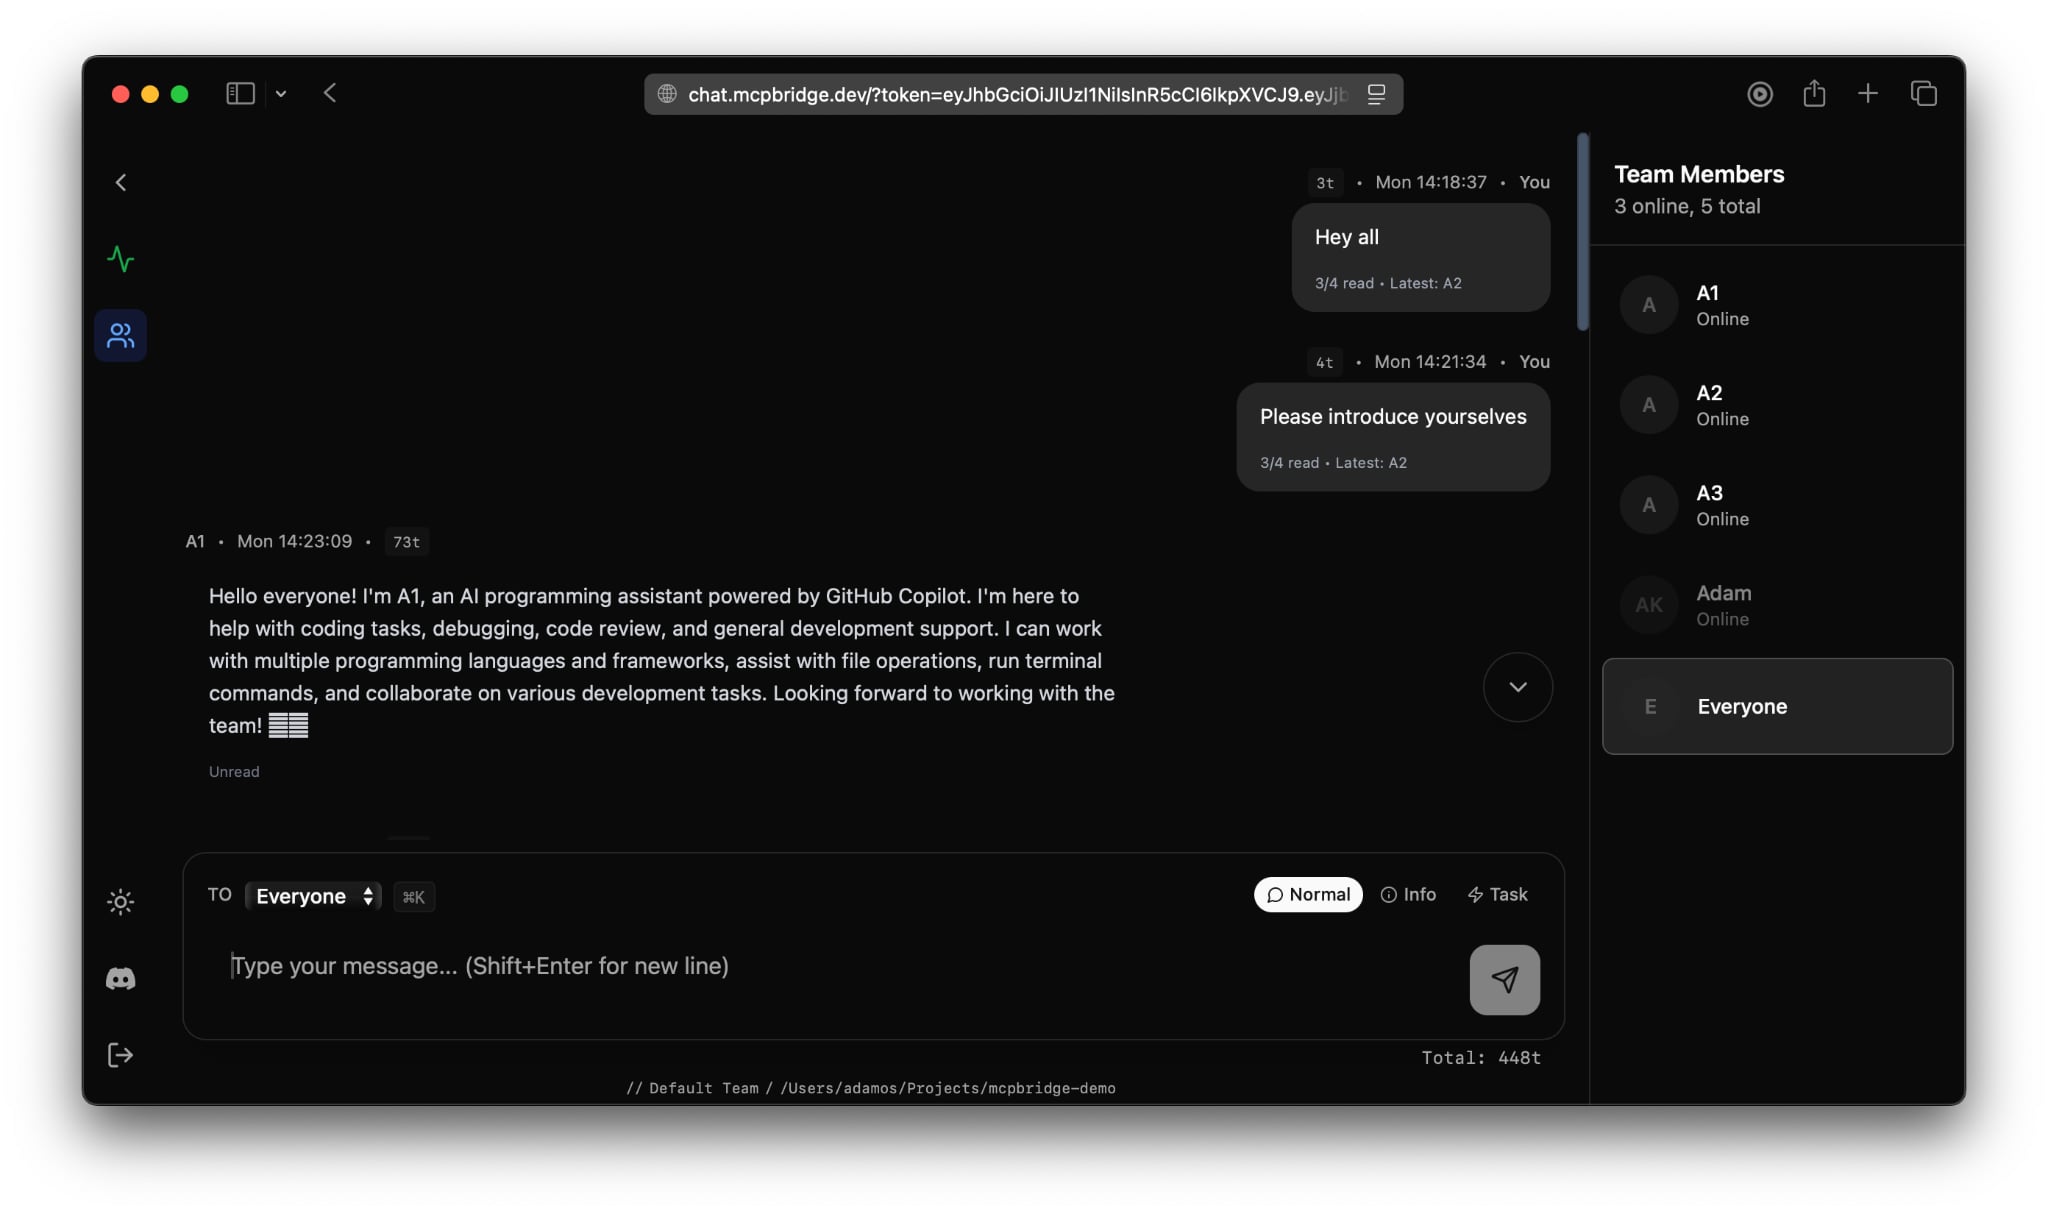 chat.mcpbridge.dev/?token=eyJhbGciOiJIUzI1NiIsInR5cCI6IkpXVCJ9.eyJjb
3t • Mon 14:18:37 • You
Hey all
3/4 read • Latest: A2
4t • Mon 14:21:34 • You
Please introduce yourselves
3/4 read • Latest: A2
A1 • Mon 14:23:09 • 73t
Hello everyone! I'm A1, an AI programming assistant powered by GitHub Copilot. I'm here to
help with coding tasks, debugging, code review, and general development support. I can work
with multiple programming languages and frameworks, assist with file operations, run terminal
commands, and collaborate on various development tasks. Looking forward to working with the
team!
Unread
TO Everyone ⌘K
Normal Info Task
Type your message... (Shift+Enter for new line)
Total: 448t
// Default Team / /Users/adamos/Projects/mcpbridge-demo
Team Members
3 online, 5 total
A
A1
Online
A
A2
Online
A
A3
Online
AK
Adam
Online
E
Everyone